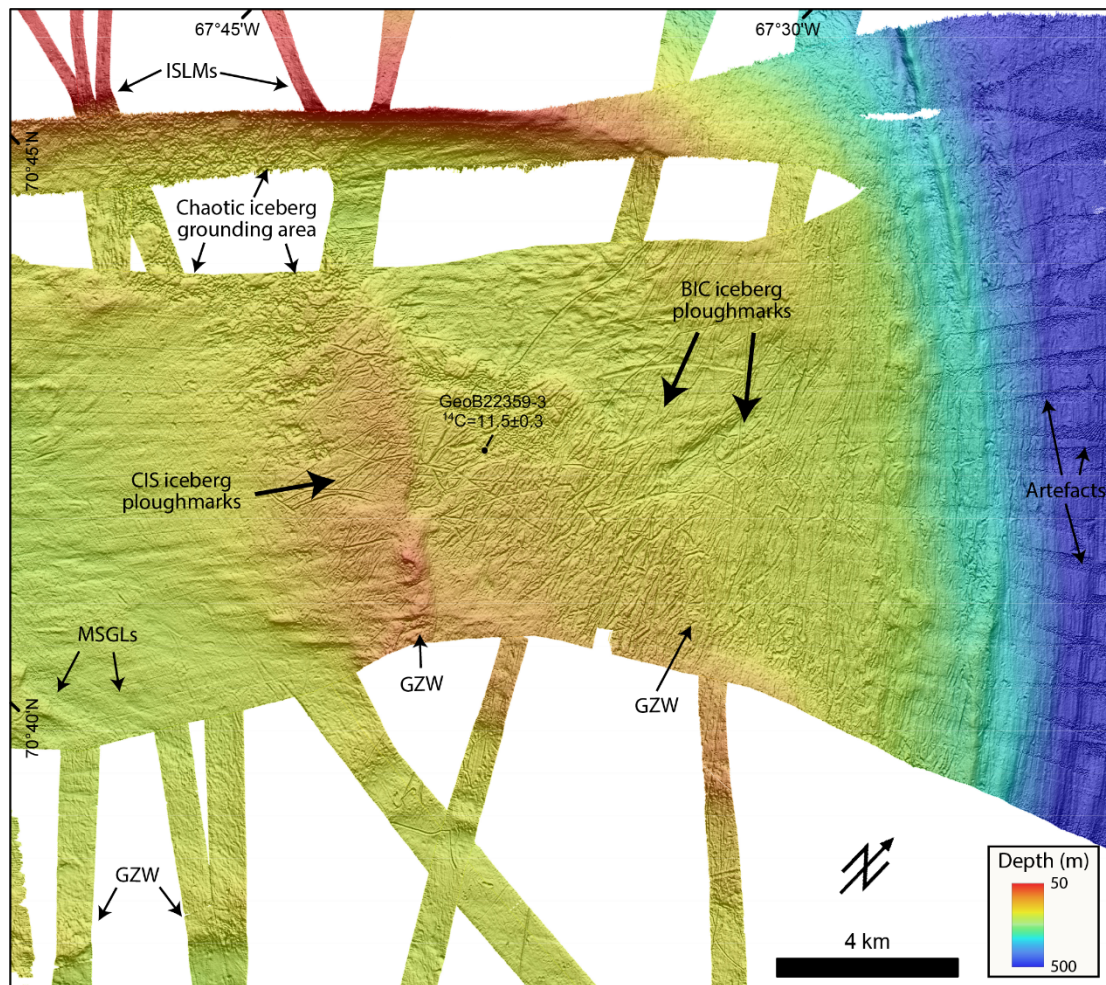 67°45'W
67°30'W
ISLMs
70°45'N
Chaotic iceberg
grounding area
BIC iceberg
ploughmarks
GeoB22359-3
¹⁴C=11.5±0.3
CIS iceberg
ploughmarks
Artefacts
MSGLs
GZW
GZW
70°40'N
GZW
N
Depth (m)
50
500
4 km